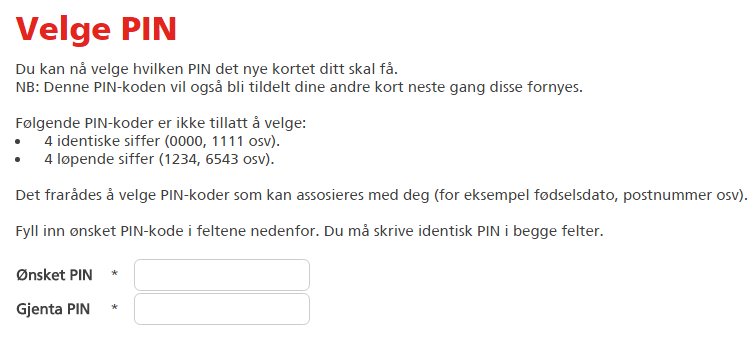 Velge PIN
Du kan nå velge hvilken PIN det nye kortet ditt skal få.
NB: Denne PIN-koden vil også bli tildelt dine andre kort neste gang disse fornyes.
Følgende PIN-koder er ikke tillatt å velge:
• 4 identiske siffer (0000, 1111 osv).
• 4 løpende siffer (1234, 6543 osv).
Det frarådes å velge PIN-koder som kan assosieres med deg (for eksempel fødselsdato, postnummer osv).
Fyll inn ønsket PIN-kode i feltene nedenfor. Du må skrive identisk PIN i begge felter.
Ønsket PIN *
Gjenta PIN *